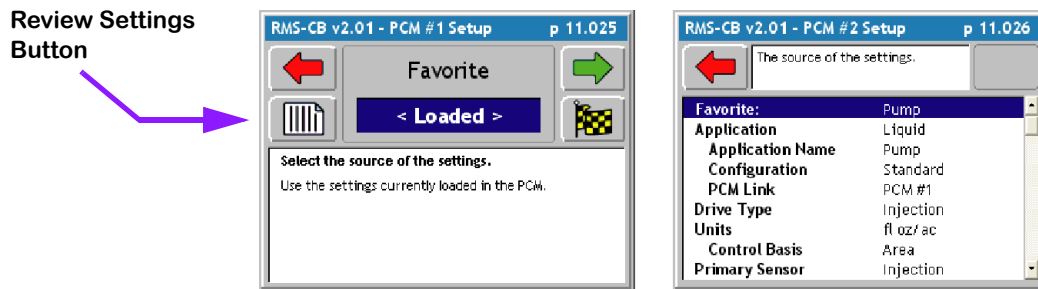 Review Settings
Button
RMS-CB v2.01 - PCM #1 Setup p 11.025
Favorite
< Loaded >
Select the source of the settings.
Use the settings currently loaded in the PCM.
RMS-CB v2.01 - PCM #2 Setup p 11.026
The source of the settings.
Favorite: Pump
Application Liquid
Application Name Pump
Configuration Standard
PCM Link PCM #1
Drive Type Injection
Units fl oz/ac
Control Basis Area
Primary Sensor Injection